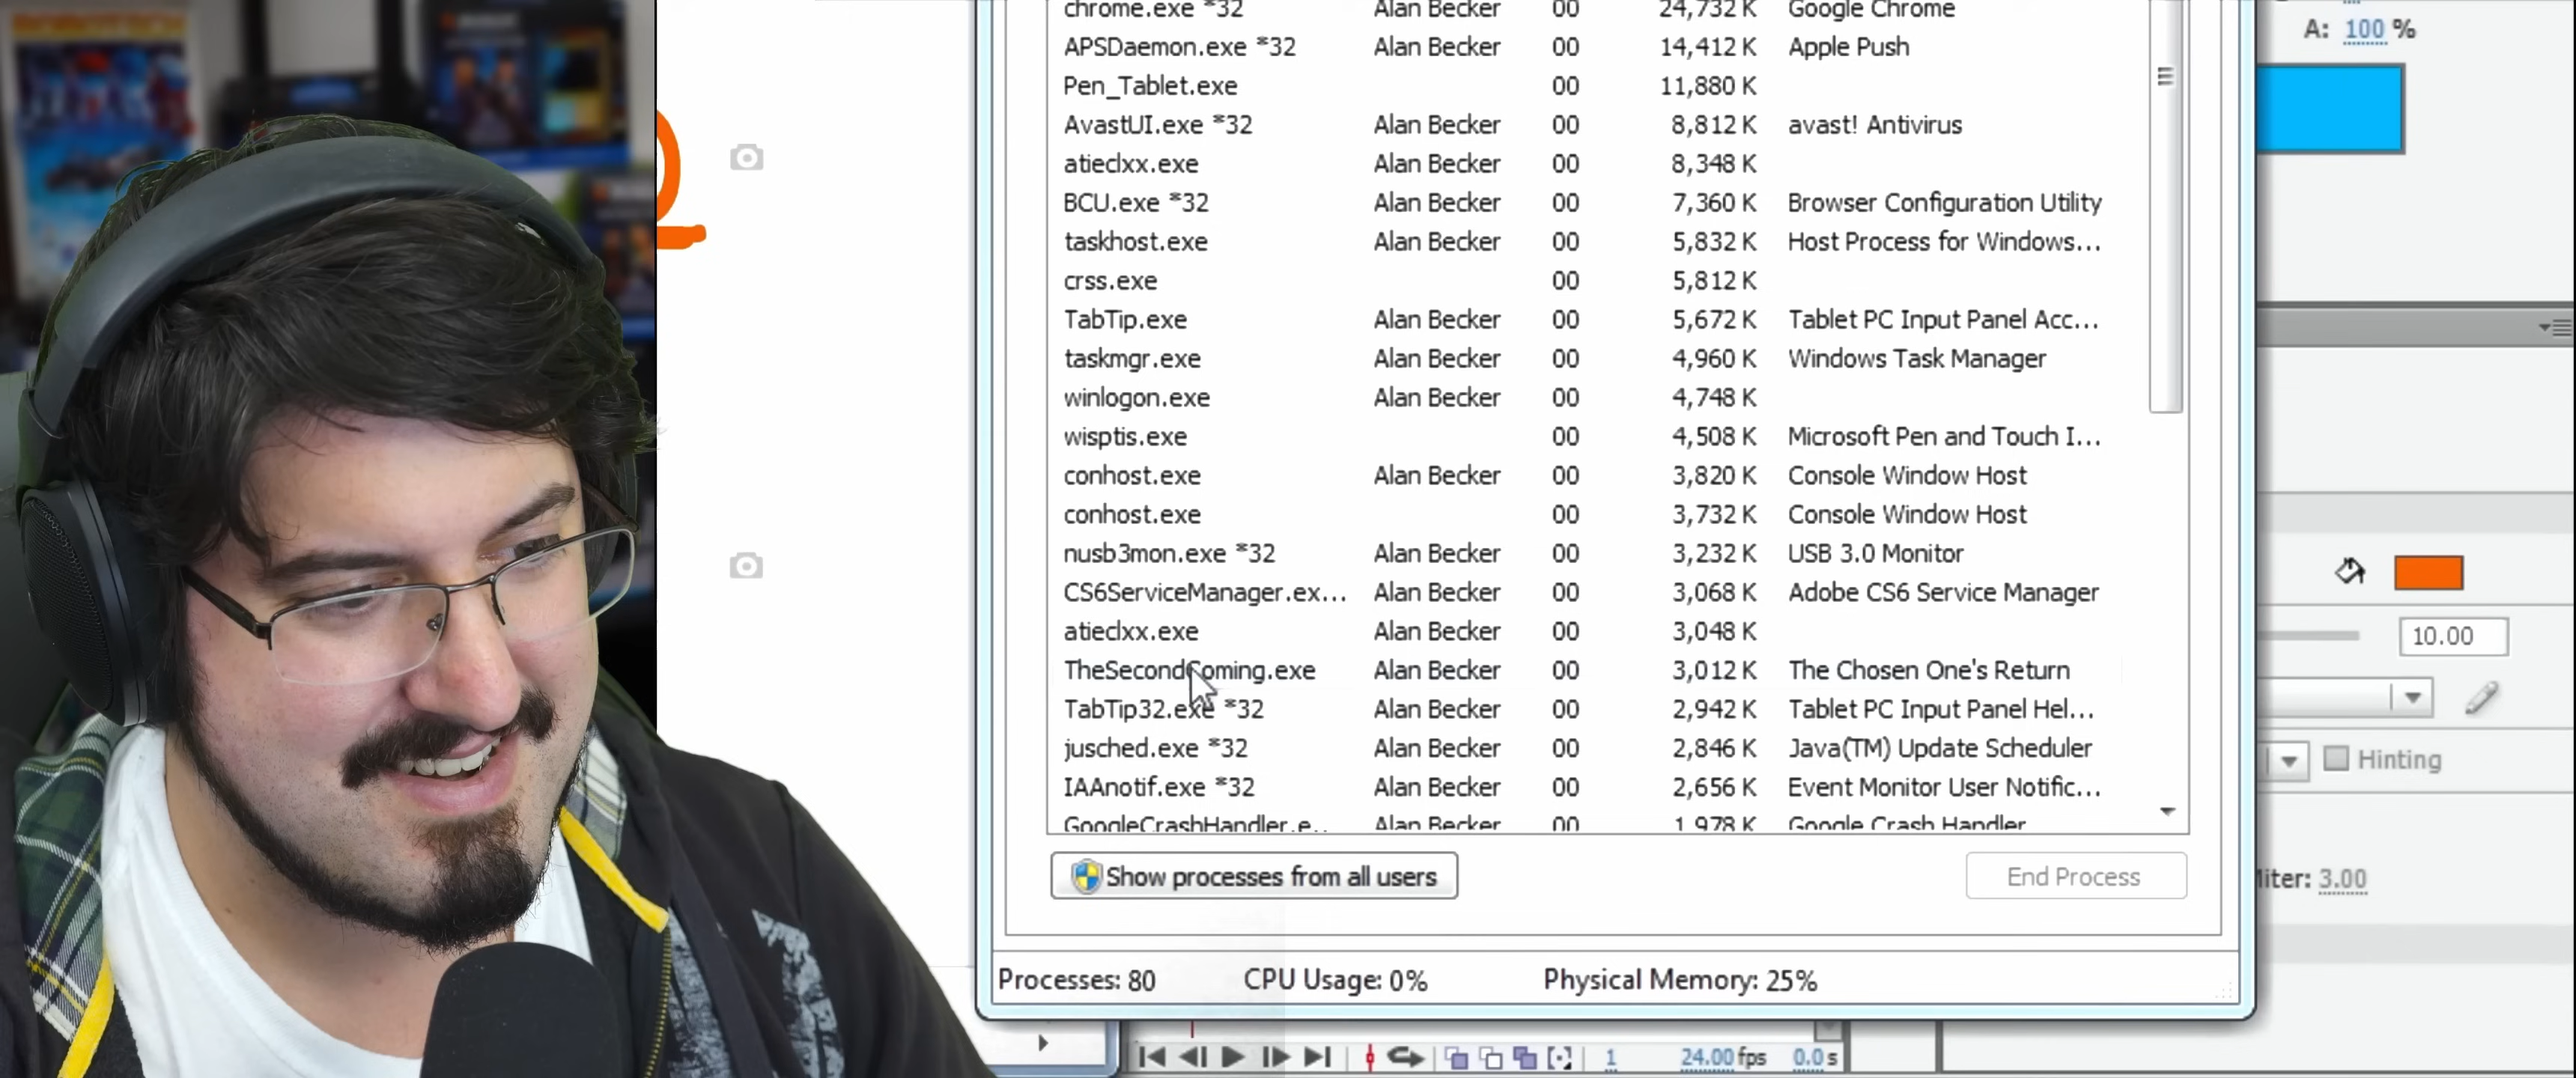 chrome.exe *32 Alan Becker 00 24,732 K Google Chrome
APSDaemon.exe *32 Alan Becker 00 14,412 K Apple Push
Pen_Tablet.exe 00 11,880 K
AvastUI.exe *32 Alan Becker 00 8,812 K avast! Antivirus
atieclxx.exe 00 8,348 K
BCU.exe *32 Alan Becker 00 7,360 K Browser Configuration Utility
taskhost.exe Alan Becker 00 5,832 K Host Process for Windows...
crss.exe 00 5,812 K
TabTip.exe Alan Becker 00 5,672 K Tablet PC Input Panel Acc...
taskmgr.exe Alan Becker 00 4,960 K Windows Task Manager
winlogon.exe Alan Becker 00 4,748 K
wisptis.exe 00 4,508 K Microsoft Pen and Touch I...
conhost.exe Alan Becker 00 3,820 K Console Window Host
conhost.exe 00 3,732 K Console Window Host
nusb3mon.exe *32 Alan Becker 00 3,232 K USB 3.0 Monitor
CS6ServiceManager.ex... Alan Becker 00 3,068 K Adobe CS6 Service Manager
atieclxx.exe Alan Becker 00 3,048 K
TheSecondComing.exe Alan Becker 00 3,012 K The Chosen One's Return
TabTip32.exe *32 Alan Becker 00 2,942 K Tablet PC Input Panel Hel...
jusched.exe *32 Alan Becker 00 2,846 K Java(TM) Update Scheduler
IAAnotif.exe *32 Alan Becker 00 2,656 K Event Monitor User Notific...
GoogleCrashHandler.e... Alan Becker 00 1,978 K Google Crash Handler
Show processes from all users
End Process
Processes: 80 CPU Usage: 0% Physical Memory: 25%
A: 100 %
10.00
Hinting
3.00
1 24.00 fps 0.0 s